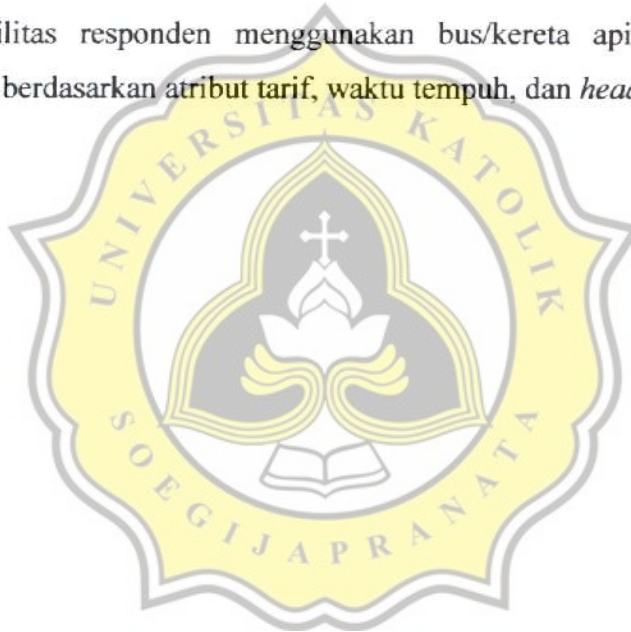 ilitas responden menggunakan bus/kereta api
berdasarkan atribut tarif, waktu tempuh, dan head
UNIVERSITAS KATOLIK
SOEGIJAPRANATA